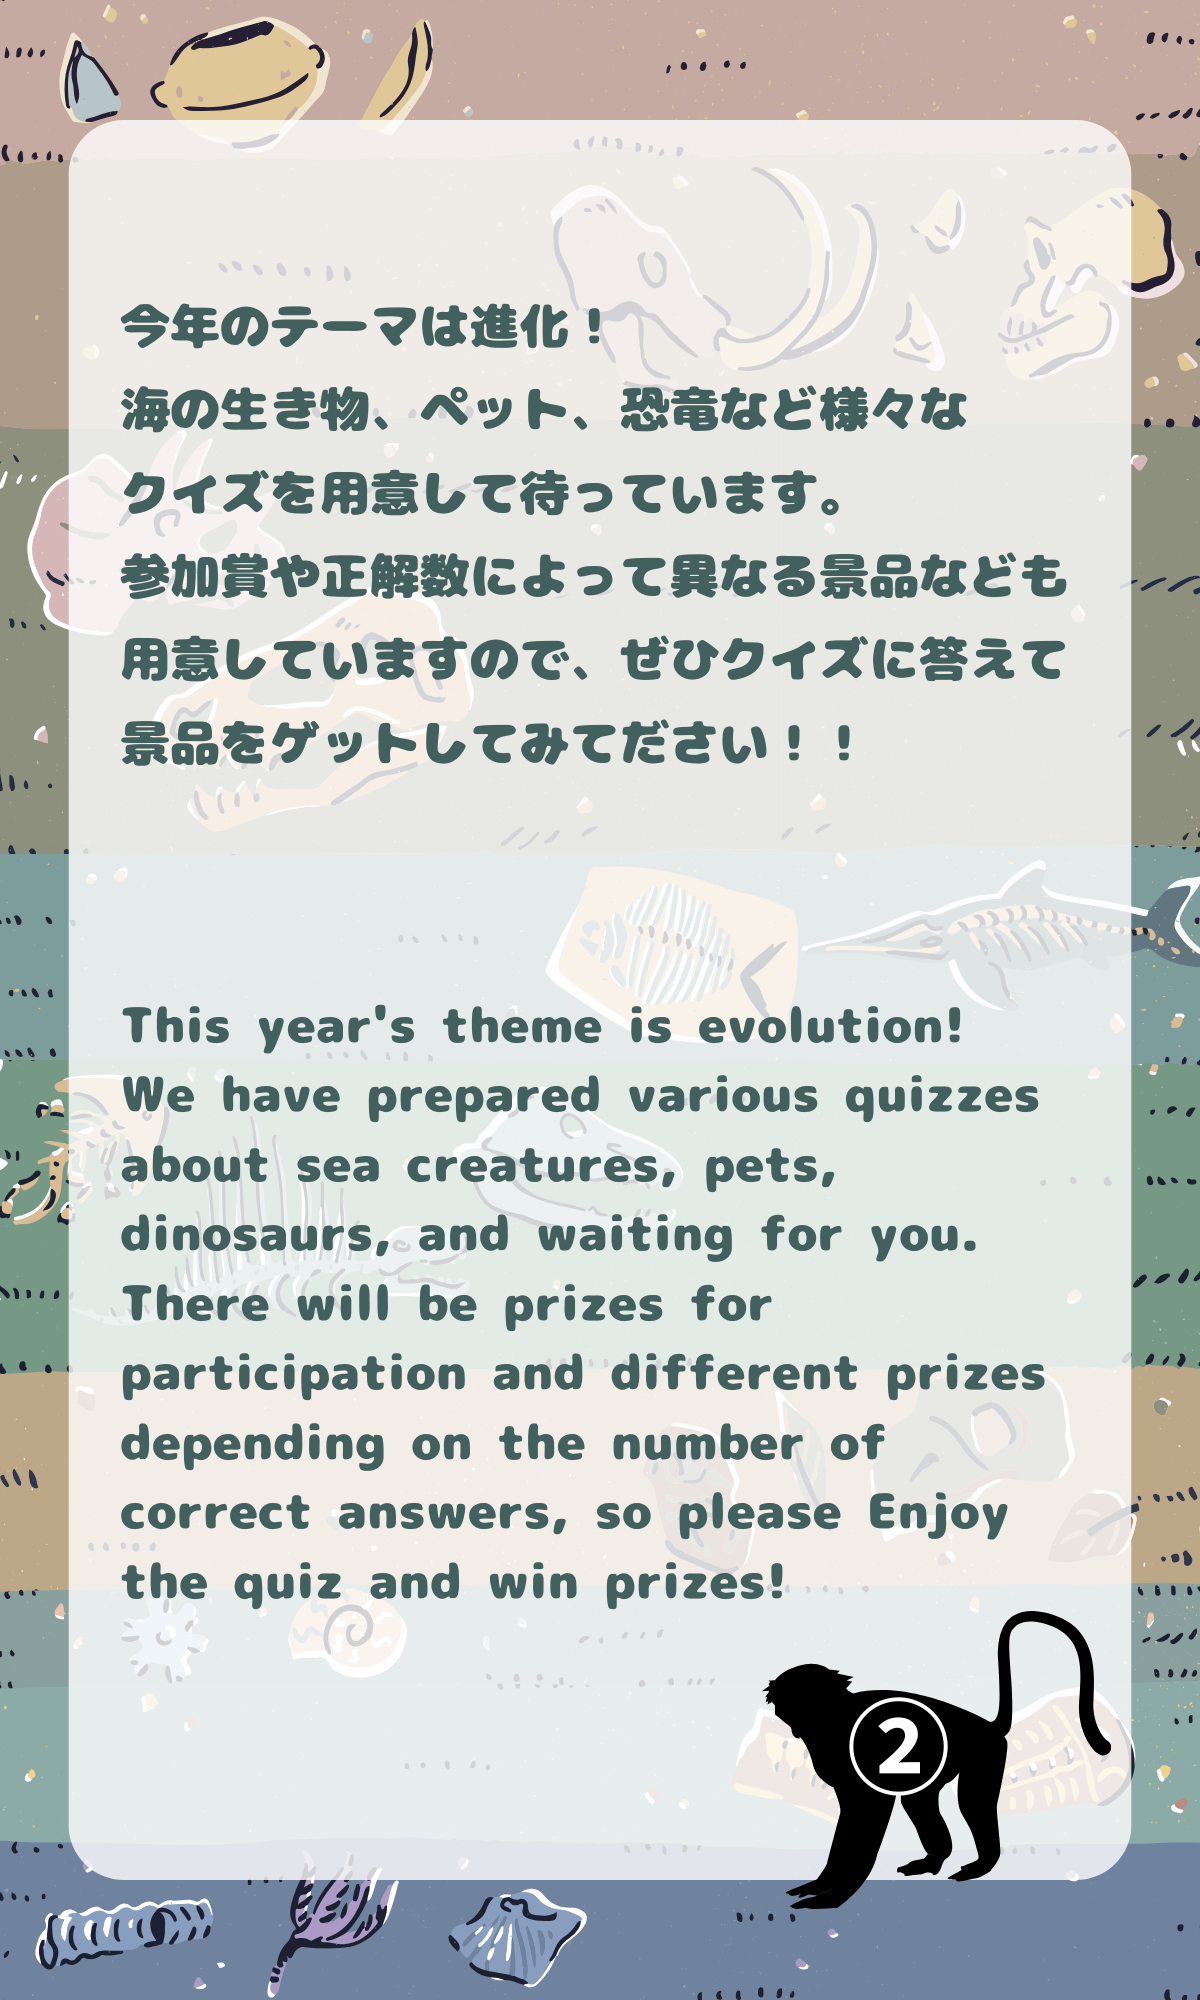 今年のテーマは進化！
海の生き物、ペット、恐竜など様々な
クイズを用意して待っています。
参加賞や正解数によって異なる景品なども
用意していますので、ぜひクイズに答えて
景品をゲットしてみてださい！！
This year's theme is evolution!
We have prepared various quizzes
about sea creatures, pets,
dinosaurs, and waiting for you.
There will be prizes for
participation and different prizes
depending on the number of
correct answers, so please Enjoy
the quiz and win prizes!
2